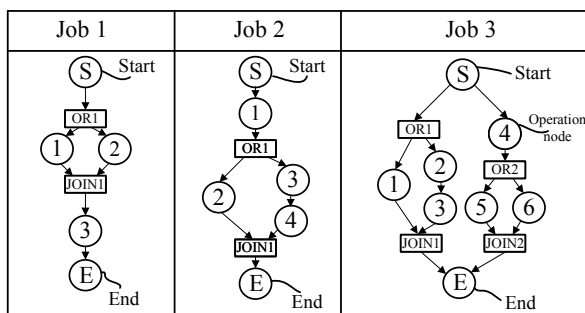 Job 1
Job 2
Job 3
S
Start
OR1
1
2
JOIN1
3
E
End
S
Start
1
OR1
2
3
4
JOIN1
E
End
S
Start
OR1
4
Operation
node
1
2
OR2
3
5
6
JOIN1
JOIN2
E
End